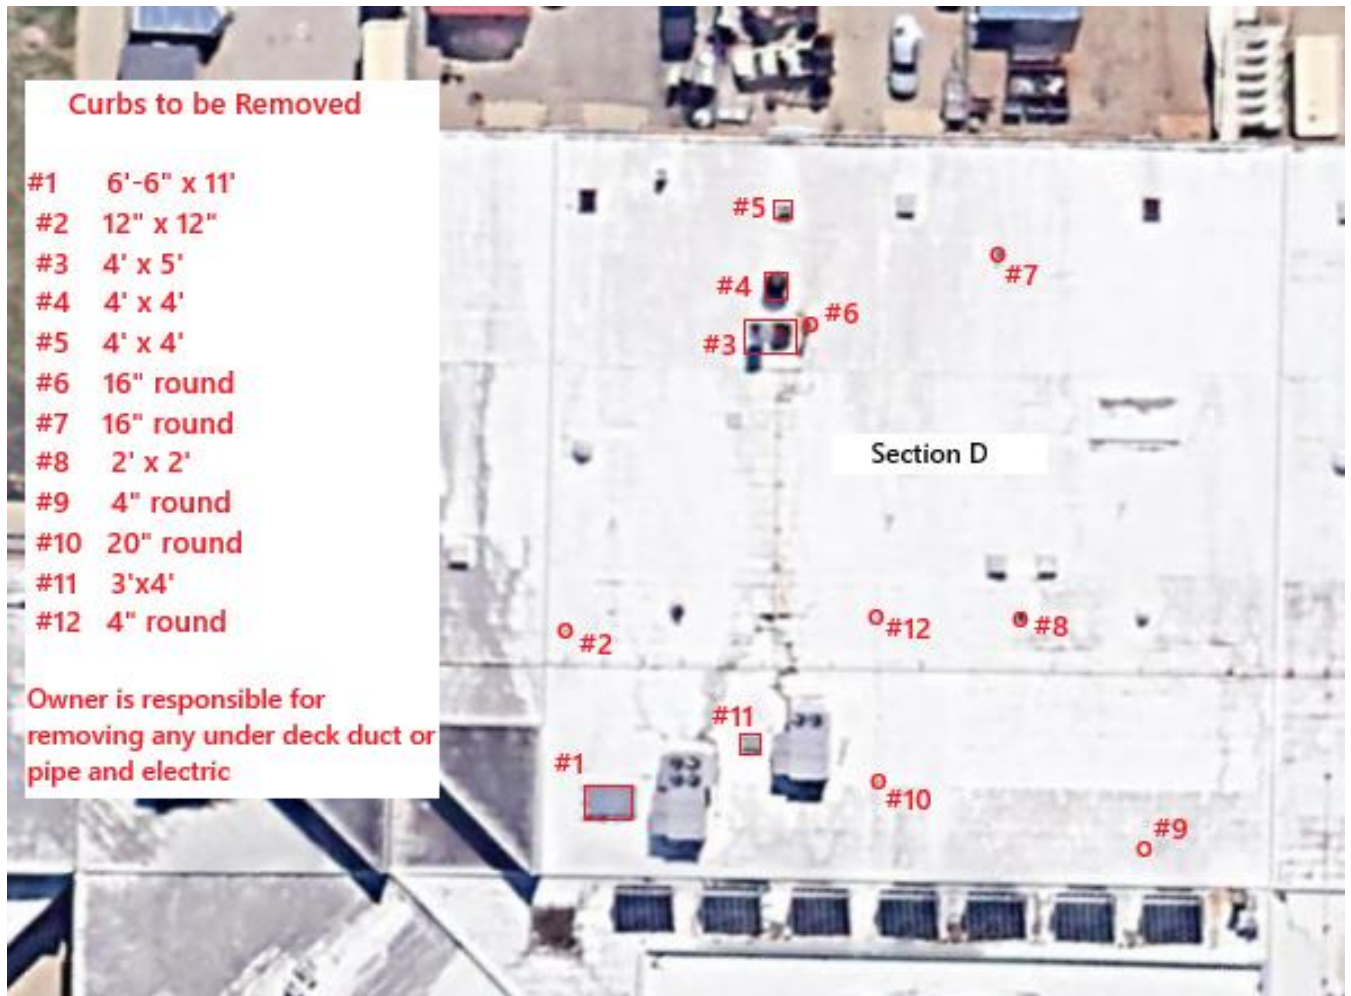 Curbs to be Removed
#1 6'-6" x 11'
#2 12" x 12"
#3 4' x 5'
#4 4' x 4'
#5 4' x 4'
#6 16" round
#7 16" round
#8 2' x 2'
#9 4" round
#10 20" round
#11 3'x4'
#12 4" round
Owner is responsible for
removing any under deck duct or
pipe and electric
#5
#7
#4
#6
#3
Section D
#2
#12
#8
#11
#1
#10
#9